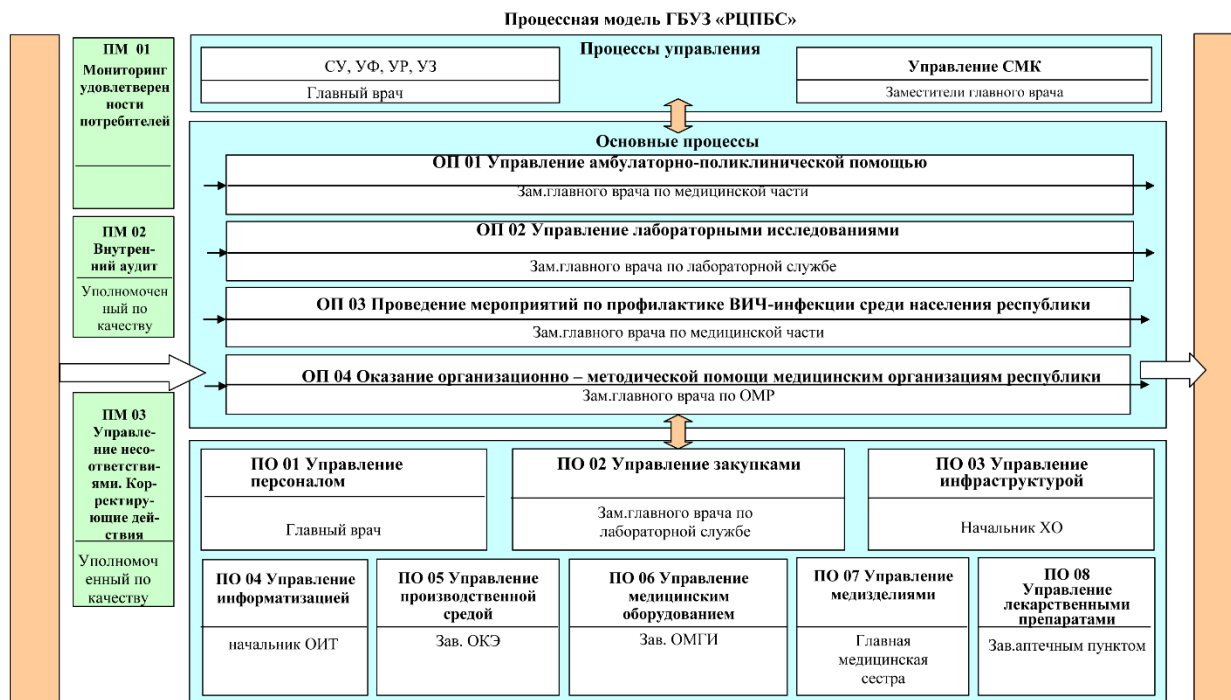 Процессная модель ГБУЗ «РЦПБС»
ПМ 01
Мониторинг
удовлетверен
ности
потребителей
ПМ 02
Внутрен-
ний аудит
Уполномочен
ный по
качеству
ПМ 03
Управле-
ние несо-
ответстви-
ями. Кор-
ректиру-
ющие дей-
ствия
Уполномоч
енный по
качеству
Процессы управления
СУ, УФ, УР, УЗ
Главный врач
Управление СМК
Заместители главного врача
Основные процессы
ОП 01 Управление амбулаторно-поликлинической помощью
Зам.главного врача по медицинской части
ОП 02 Управление лабораторными исследованиями
Зам.главного врача по лабораторной службе
ОП 03 Проведение мероприятий по профилактике ВИЧ-инфекции среди населения республики
Зам.главного врача по медицинской части
ОП 04 Оказание организационно – методической помощи медицинским организациям республики
Зам.главного врача по ОМР
ПО 01 Управление
персоналом
Главный врач
ПО 02 Управление закупками
Зам.главного врача по
лабораторной службе
ПО 03 Управление
инфраструктурой
Начальник ХО
ПО 04 Управление
информатизацией
начальник ОИТ
ПО 05 Управление
производственной
средой
Зав. ОКЭ
ПО 06 Управление
медицинским
оборудованием
Зав. ОМГИ
ПО 07 Управление
медизделиями
Главная
медицинская
сестра
ПО 08
Управление
лекарственными
препаратами
Зав.аптечным пунктом